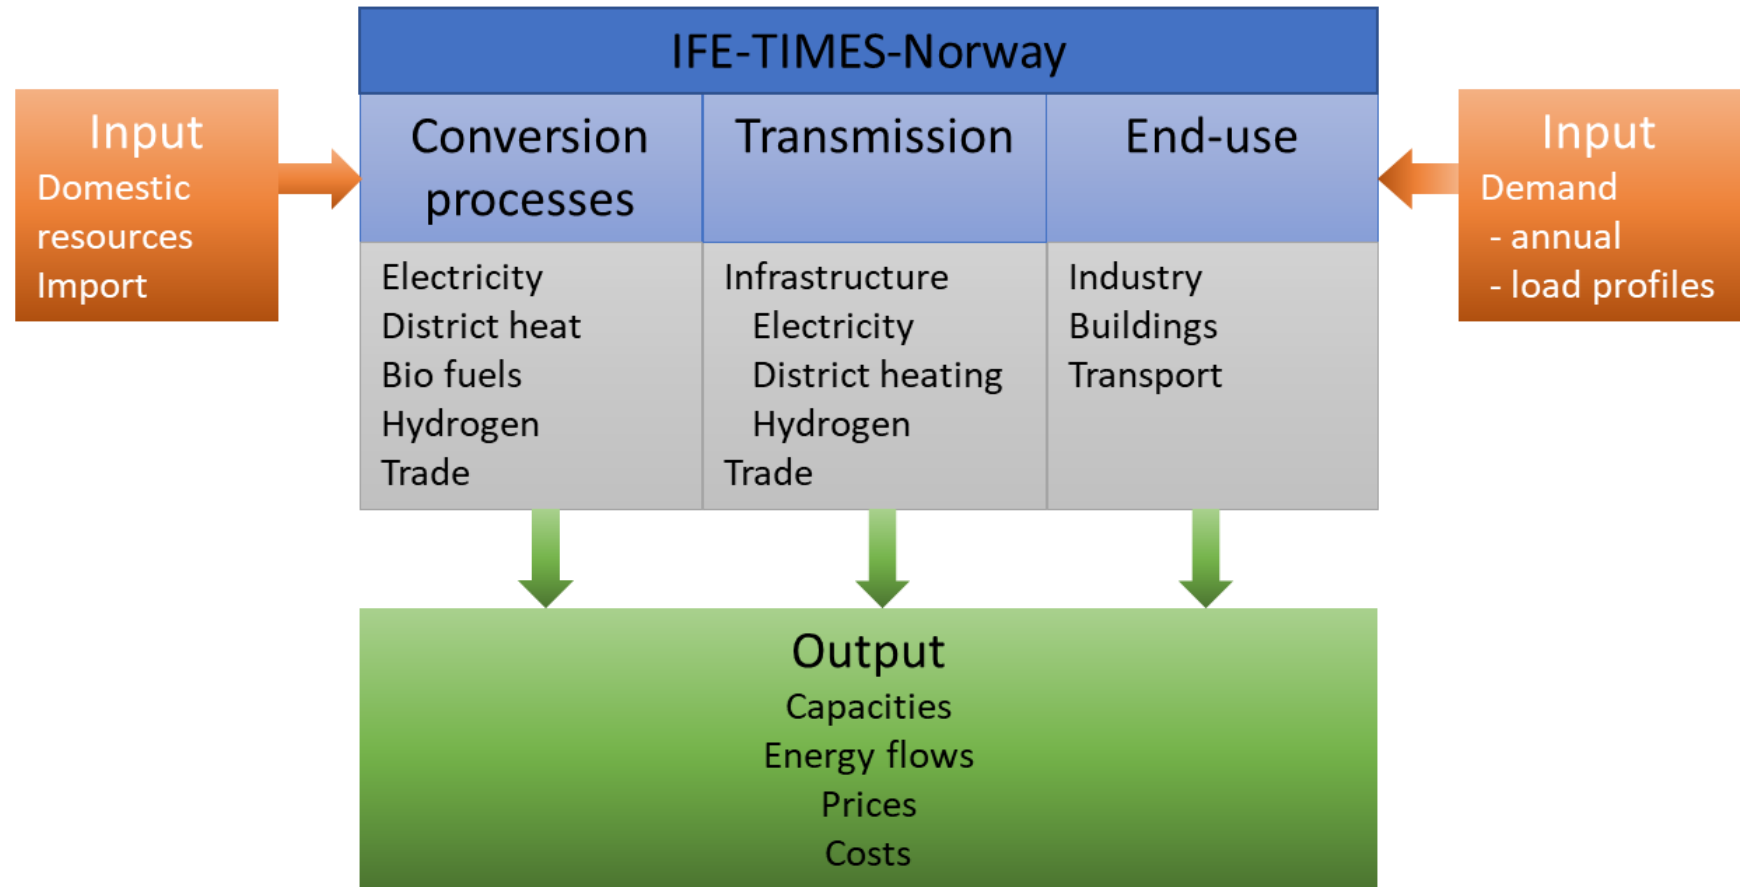 IFE-TIMES-Norway
Input
Domestic
resources
Import
Conversion
processes
Electricity
District heat
Bio fuels
Hydrogen
Trade
Transmission
Infrastructure
Electricity
District heating
Hydrogen
Trade
End-use
Industry
Buildings
Transport
Input
Demand
- annual
- load profiles
Output
Capacities
Energy flows
Prices
Costs